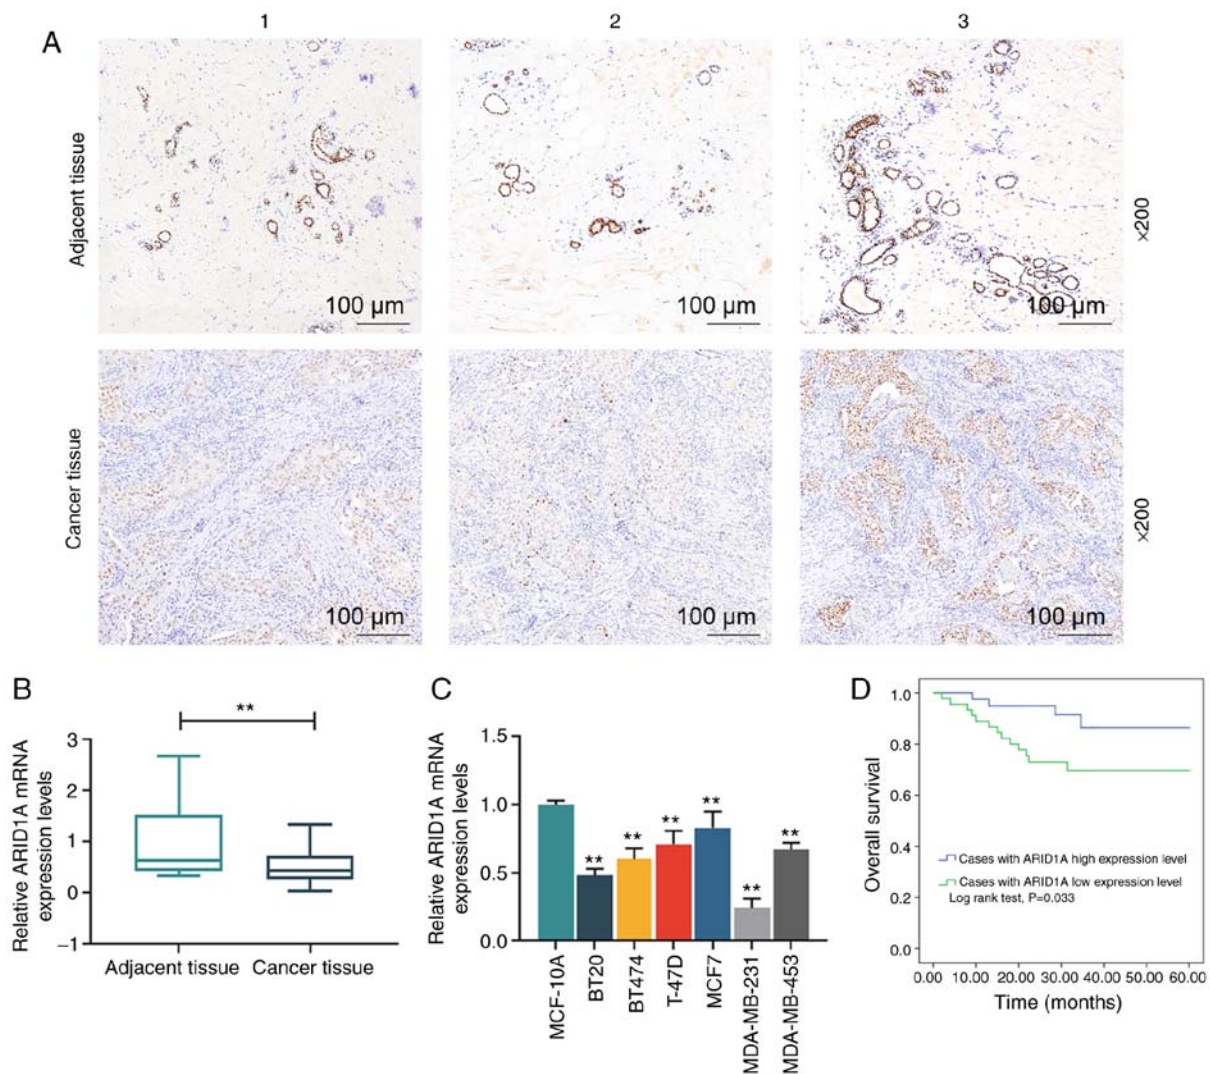 1
2
3
A
Adjacent tissue
100 µm
100 µm
100 µm
×200
Cancer tissue
100 µm
100 µm
100 µm
×200
B
**
Relative ARID1A mRNA
expression levels
3
2
1
0
−1
Adjacent tissue
Cancer tissue
C
Relative ARID1A mRNA
expression levels
1.5
1.0
0.5
0.0
**
**
**
**
**
**
MCF-10A
BT20
BT474
T-47D
MCF7
MDA-MB-231
MDA-MB-453
D
Overall survival
1.0
0.8
0.6
0.4
0.2
0.0
Cases with ARID1A high expression level
Cases with ARID1A low expression level
Log rank test, P=0.033
0.00
10.00
20.00
30.00
40.00
50.00
60.00
Time (months)